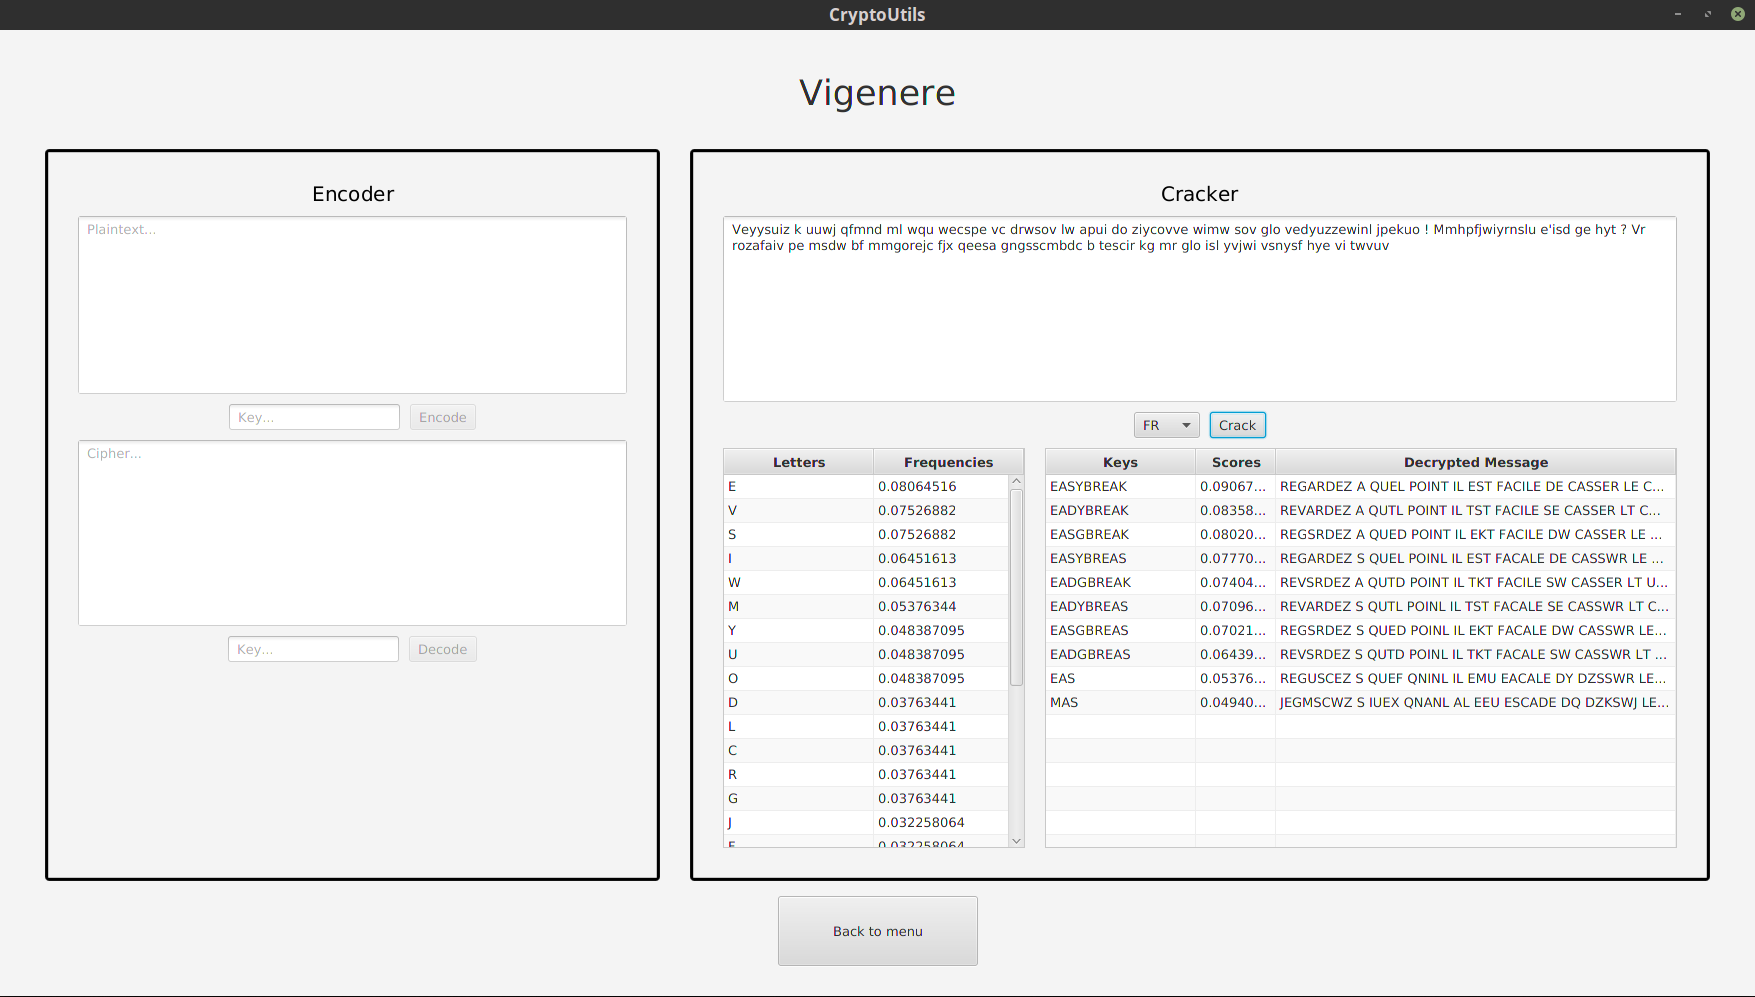 CryptoUtils
Vigenere
Encoder
Plaintext...
Key...
Encode
Cipher...
Key...
Decode
Cracker
Veyysuiz k uuwj qfmnd ml wqu wecspe vc drwsov lw apui do ziycovve wimw sov glo vedyuzzewinl jpekuo ! Mmhpfjwiyrnslu e'isd ge hyt ? Vr
rozafaiv pe msdw bf mmgorejc fjx qeesa gngsscmbdc b tescir kg mr glo isl yvjwi vsnysf hye vi twvuv
FR
Crack
Letters Frequencies
E 0.08064516
V 0.07526882
S 0.07526882
I 0.06451613
W 0.06451613
M 0.05376344
Y 0.048387095
U 0.048387095
O 0.048387095
D 0.03763441
L 0.03763441
C 0.03763441
R 0.03763441
G 0.03763441
J 0.032258064
F 0.032258064
Keys Scores Decrypted Message
EASYBREAK 0.09067... REGARDEZ A QUEL POINT IL EST FACILE DE CASSER LE C...
EADYBREAK 0.08358... REVARDEZ A QUTL POINT IL TST FACILE SE CASSER LT C...
EASGBREAK 0.08020... REGSRDEZ A QUED POINT IL EKT FACILE DW CASSER LE ...
EASYBREAS 0.07770... REGARDEZ S QUEL POINL IL EST FACALE DE CASSWR LE ...
EADGBREAK 0.07404... REVSRDEZ A QUTD POINT IL TKT FACILE SW CASSER LT U...
EADYBREAS 0.07096... REVARDEZ S QUTL POINL IL TST FACALE SE CASSWR LT C...
EASGBREAS 0.07021... REGSRDEZ S QUED POINL IL EKT FACALE DW CASSWR LE...
EADGBREAS 0.06439... REVSRDEZ S QUTD POINL IL TKT FACALE SW CASSWR LT ...
EAS 0.05376... REGUSCEZ S QUEF QNINL IL EMU EACALE DY DZSSWR LE...
MAS 0.04940... JEGMSCWZ S IUEX QNANL AL EEU ESCADE DQ DZKSWJ LE...
Back to menu